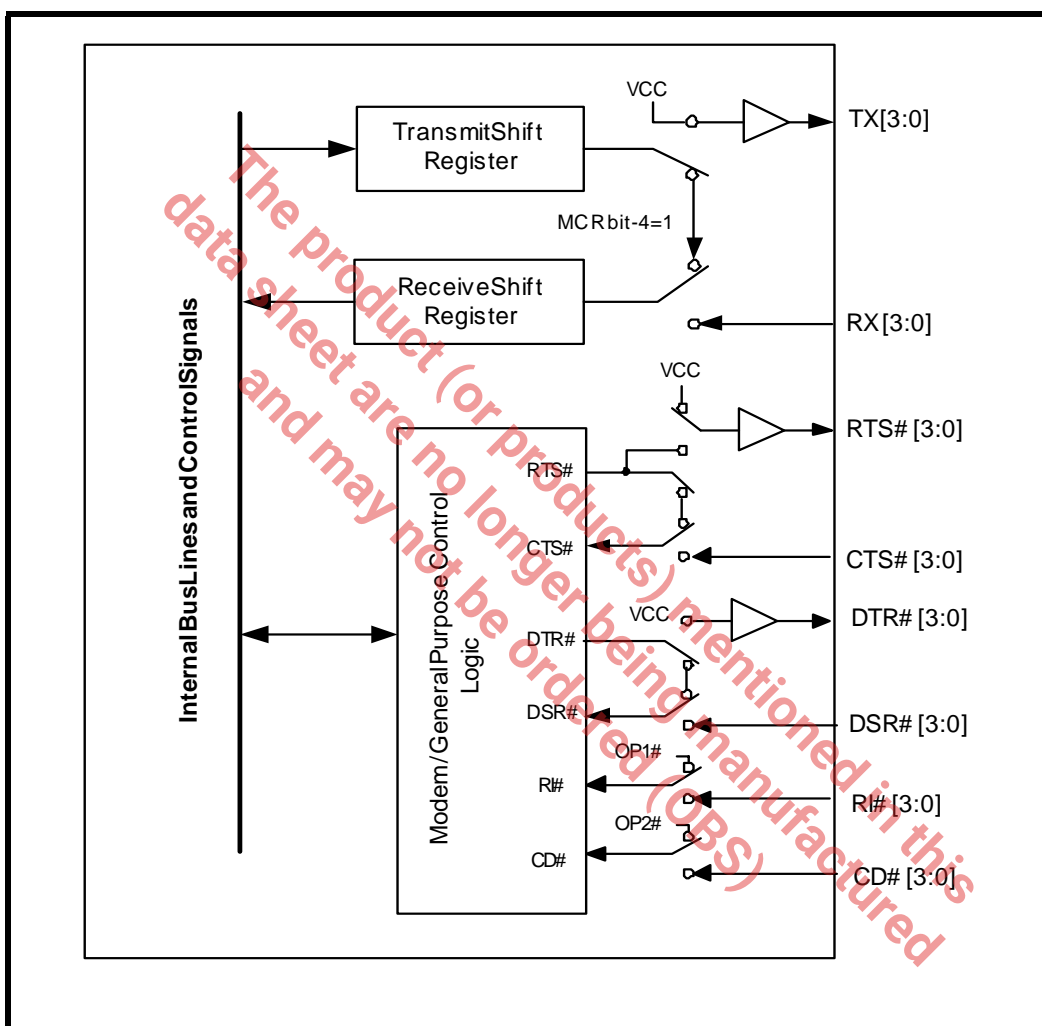 VCC
TX[3:0]
TransmitShift
Register
MCRbit-4=1
ReceiveShift
Register
RX[3:0]
VCC
RTS# [3:0]
RTS#
CTS#
CTS# [3:0]
VCC
DTR# [3:0]
DTR#
DSR#
DSR# [3:0]
OP1#
RI#
RI# [3:0]
OP2#
CD#
CD# [3:0]
InternalBusLinesandControlSignals
Modem/GeneralPurposeControl
Logic
The product (or products) mentioned in this
data sheet are no longer being manufactured
and may not be ordered (OBS)